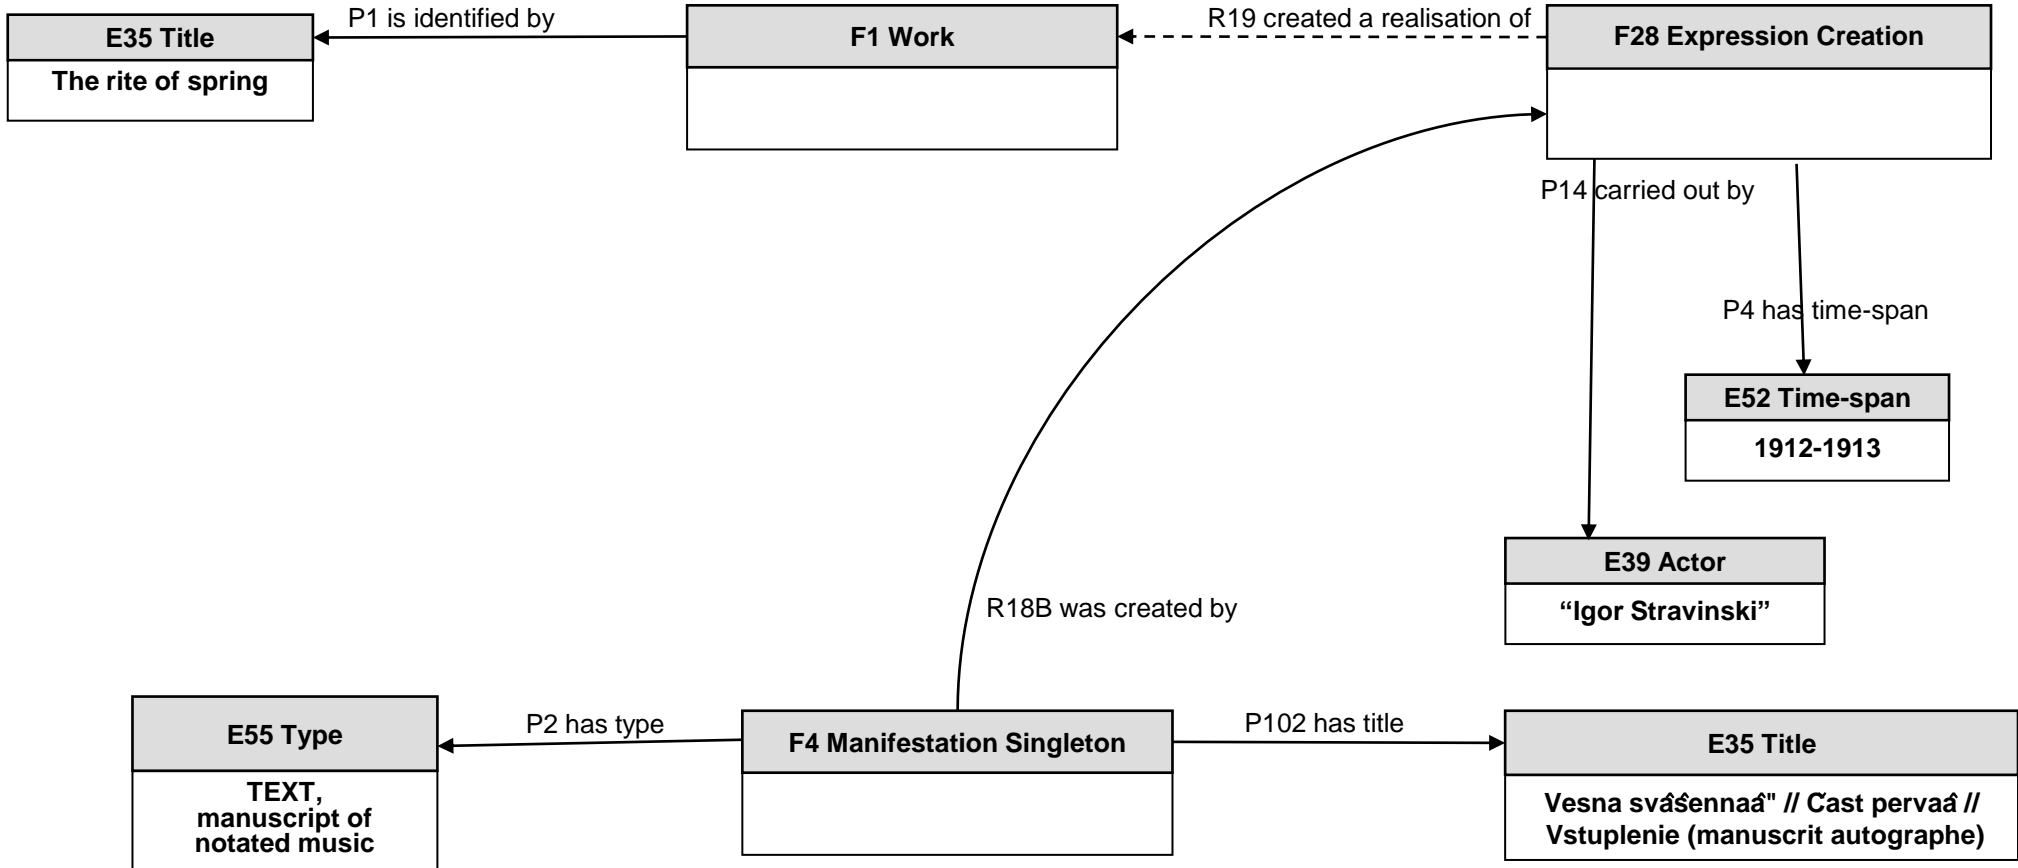 P1 is identified by
R19 created a realisation of
E35 Title
The rite of spring
F1 Work
F28 Expression Creation
P14 carried out by
P4 has time-span
E52 Time-span
1912-1913
E39 Actor
“Igor Stravinski”
R18B was created by
E55 Type
TEXT,
manuscript of
notated music
P2 has type
F4 Manifestation Singleton
P102 has title
E35 Title
Vesna svâŝennaâ" // Čast pervaâ //
Vstuplenie (manuscrit autographe)